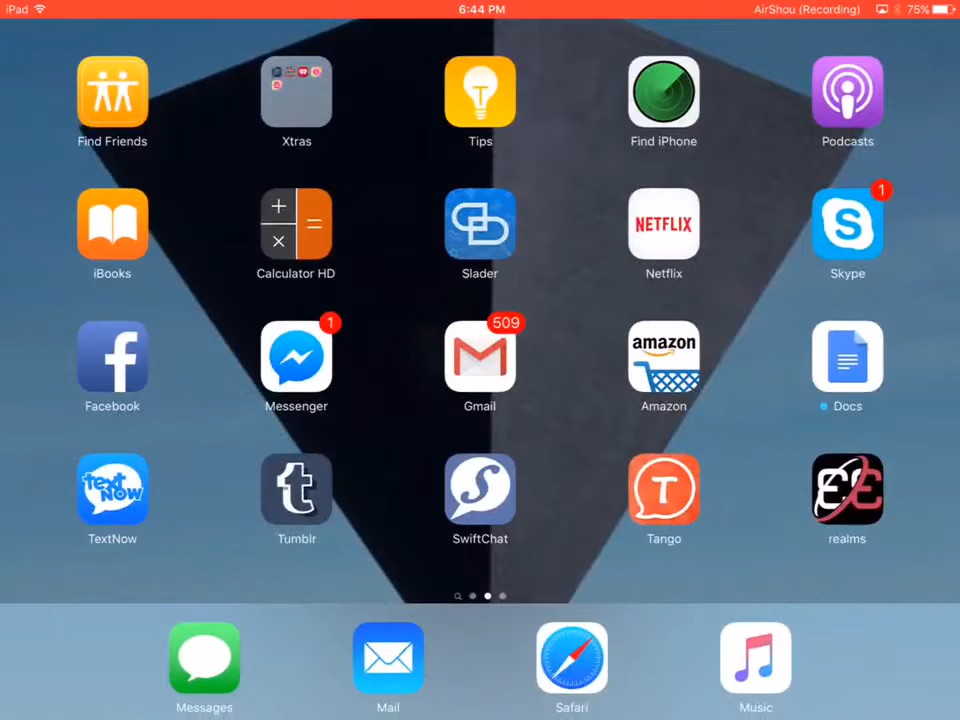 iPad 6:44 PM AirShou (Recording) 75%
Find Friends Xtras Tips Find iPhone Podcasts
NETFLIX 1
iBooks Calculator HD Slader Netflix Skype
1 509 amazon
Facebook Messenger Gmail Amazon Docs
text NOW
TextNow Tumblr SwiftChat Tango realms
Messages Mail Safari Music